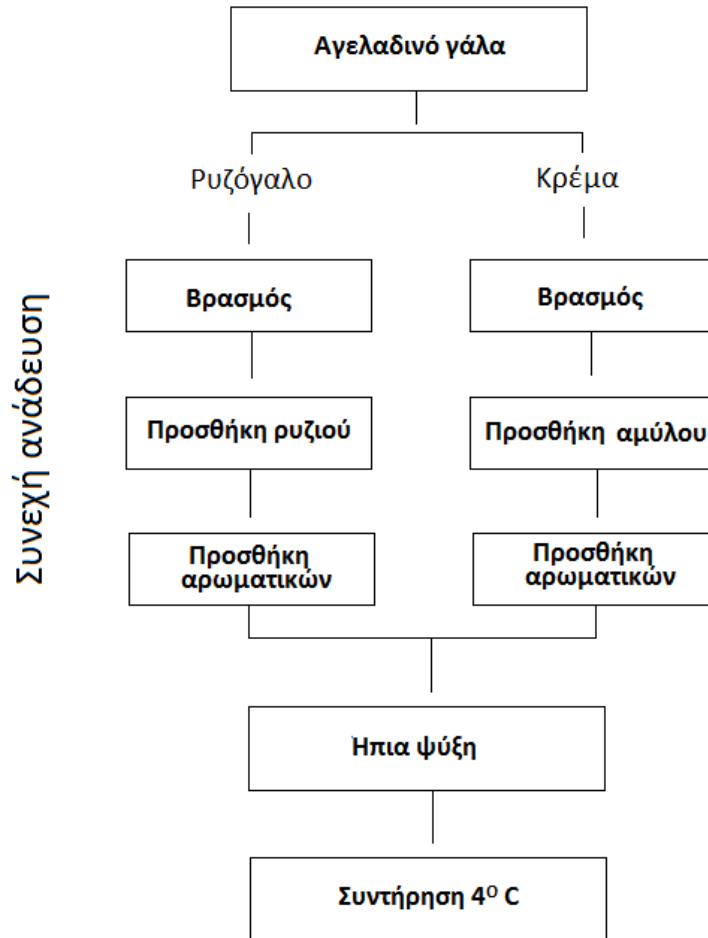 Αγελαδινό γάλα
Ρυζόγαλο
Κρέμα
Βρασμός
Βρασμός
Συνεχή ανάδευση
Προσθήκη ρυζιού
Προσθήκη αμύλου
Προσθήκη
αρωματικών
Προσθήκη
αρωματικών
Ήπια ψύξη
Συντήρηση 4⁰ C